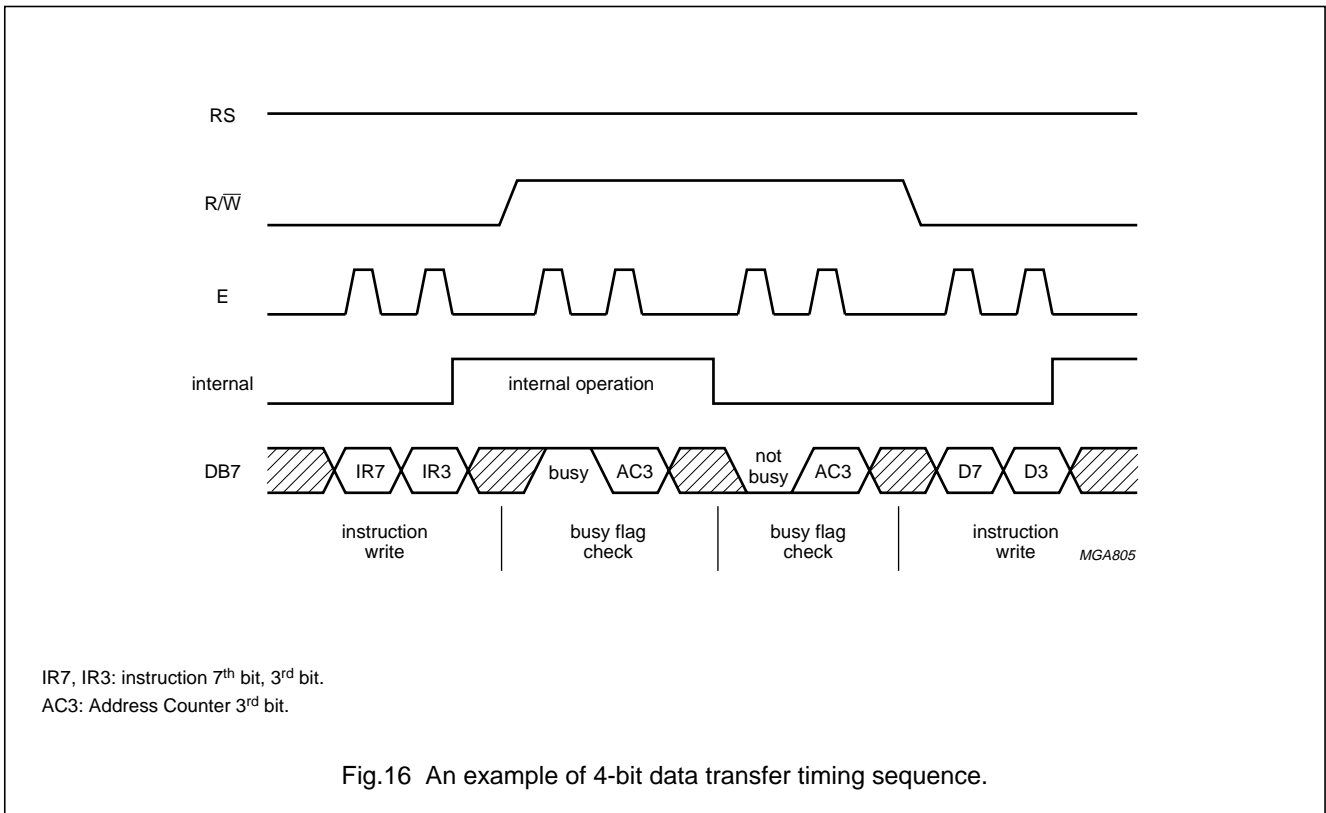 RS
R/W̅
E
internal
internal operation
DB7
IR7 IR3 busy AC3 not busy AC3 D7 D3
instruction write
busy flag check
busy flag check
instruction write
MGA805
IR7, IR3: instruction 7th bit, 3rd bit.
AC3: Address Counter 3rd bit.
Fig.16 An example of 4-bit data transfer timing sequence.